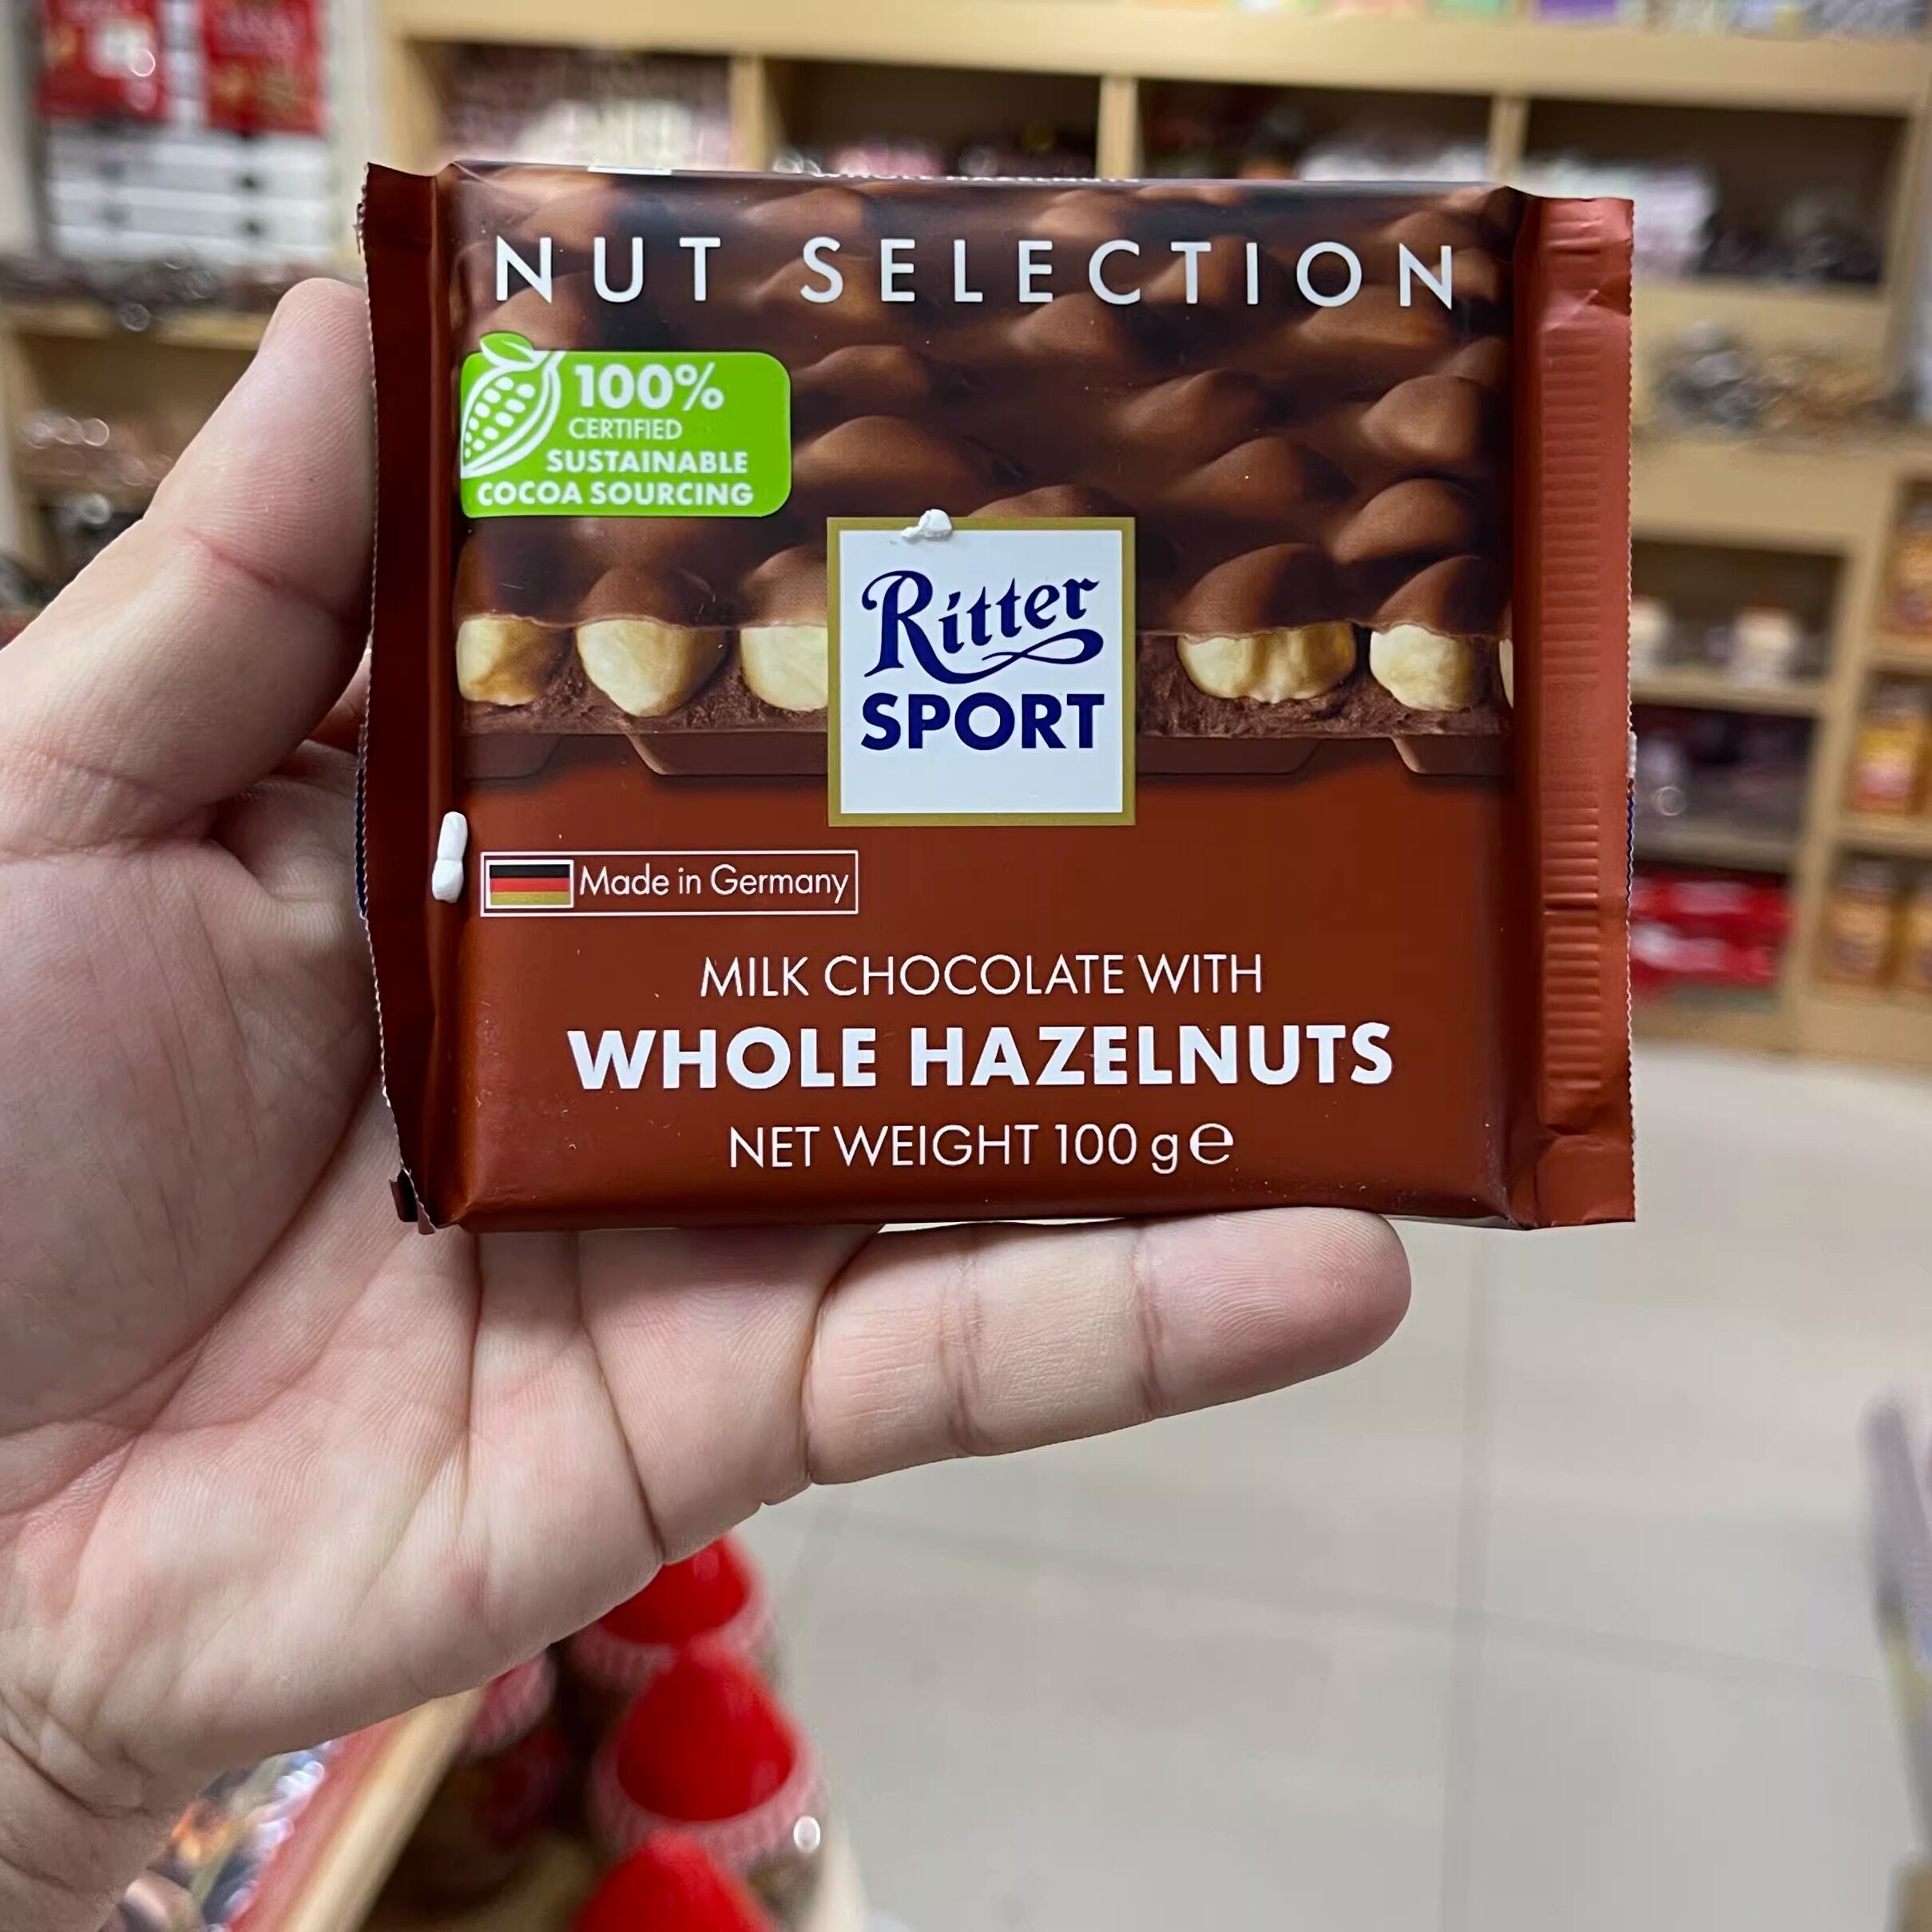 NUT SELECTION
100%
CERTIFIED
SUSTAINABLE
COCOA SOURCING
Ritter
SPORT
Made in Germany
MILK CHOCOLATE WITH
WHOLE HAZELNUTS
NET WEIGHT 100 g℮